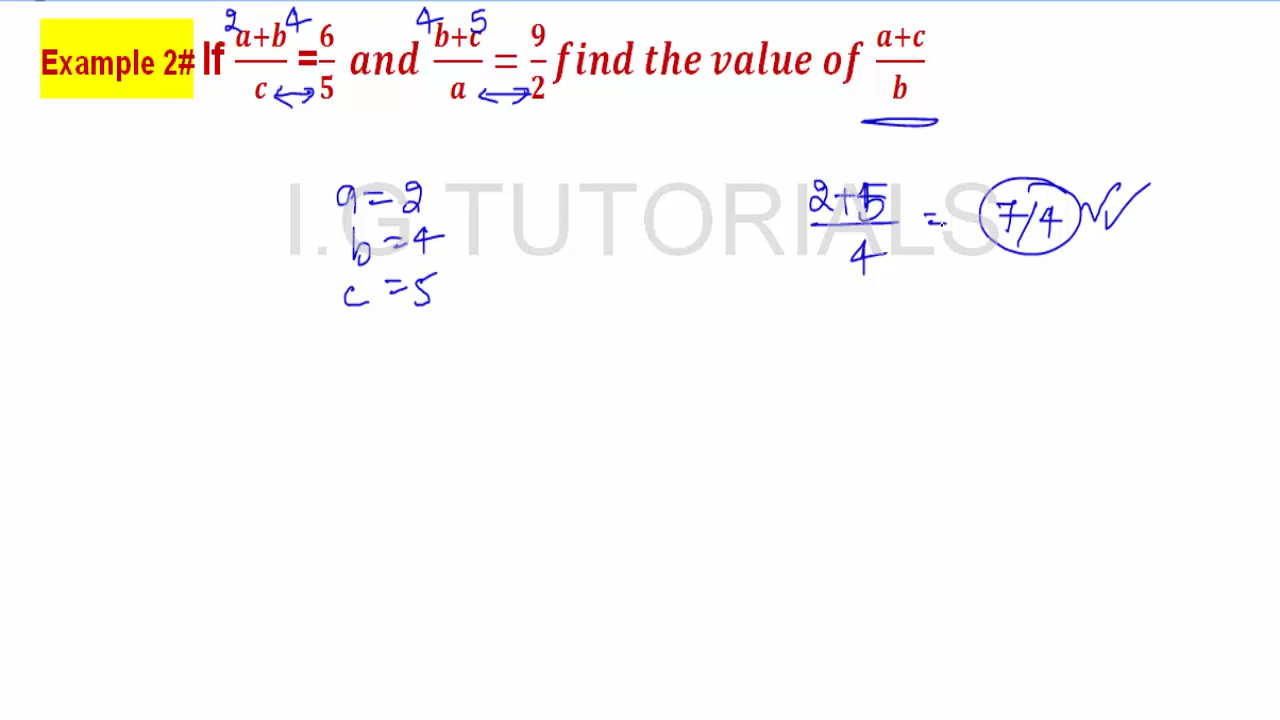 2 4 4 5
Example 2# If a+b/c = 6/5 and b+c/a = 9/2 find the value of a+c/b
I.G TUTORIALS
a = 2
b = 4
c = 5
2+5/4 = 7/4